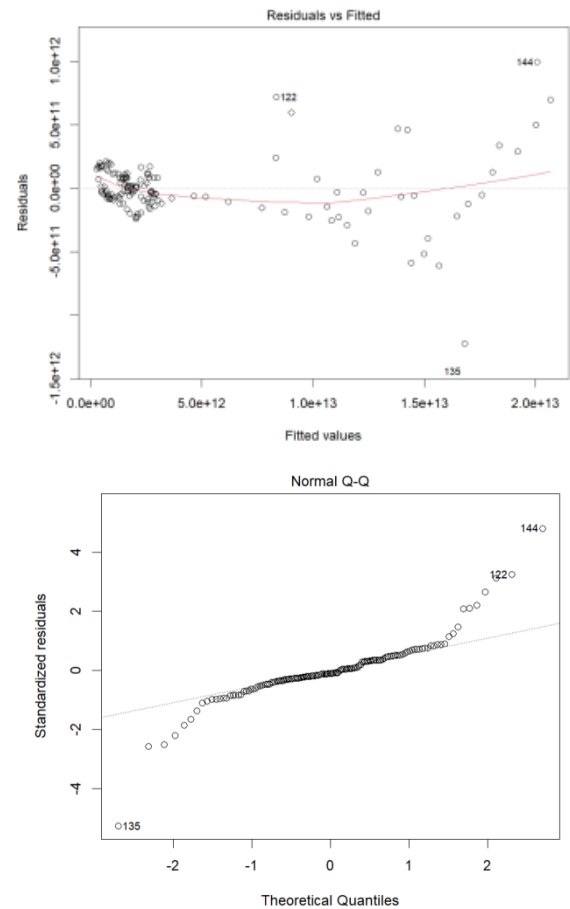 Residuals vs Fitted
1.0e+12
5.0e+11
0.0e+00
-5.0e+11
-1.5e+12
Residuals
144
122
135
0.0e+00 5.0e+12 1.0e+13 1.5e+13 2.0e+13
Fitted values
Normal Q-Q
4
2
0
-2
-4
Standardized residuals
144
122
135
-2 -1 0 1 2
Theoretical Quantiles